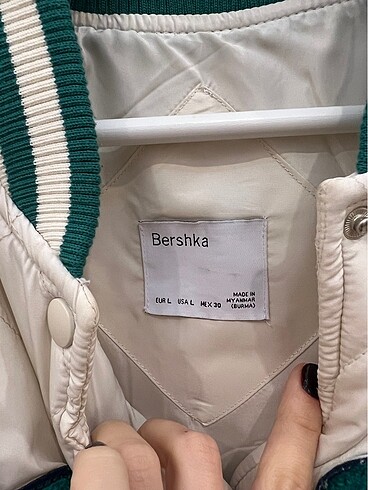 Bershka
EUR L USA L MEX 30
MADE IN
MYANMAR
(BURMA)